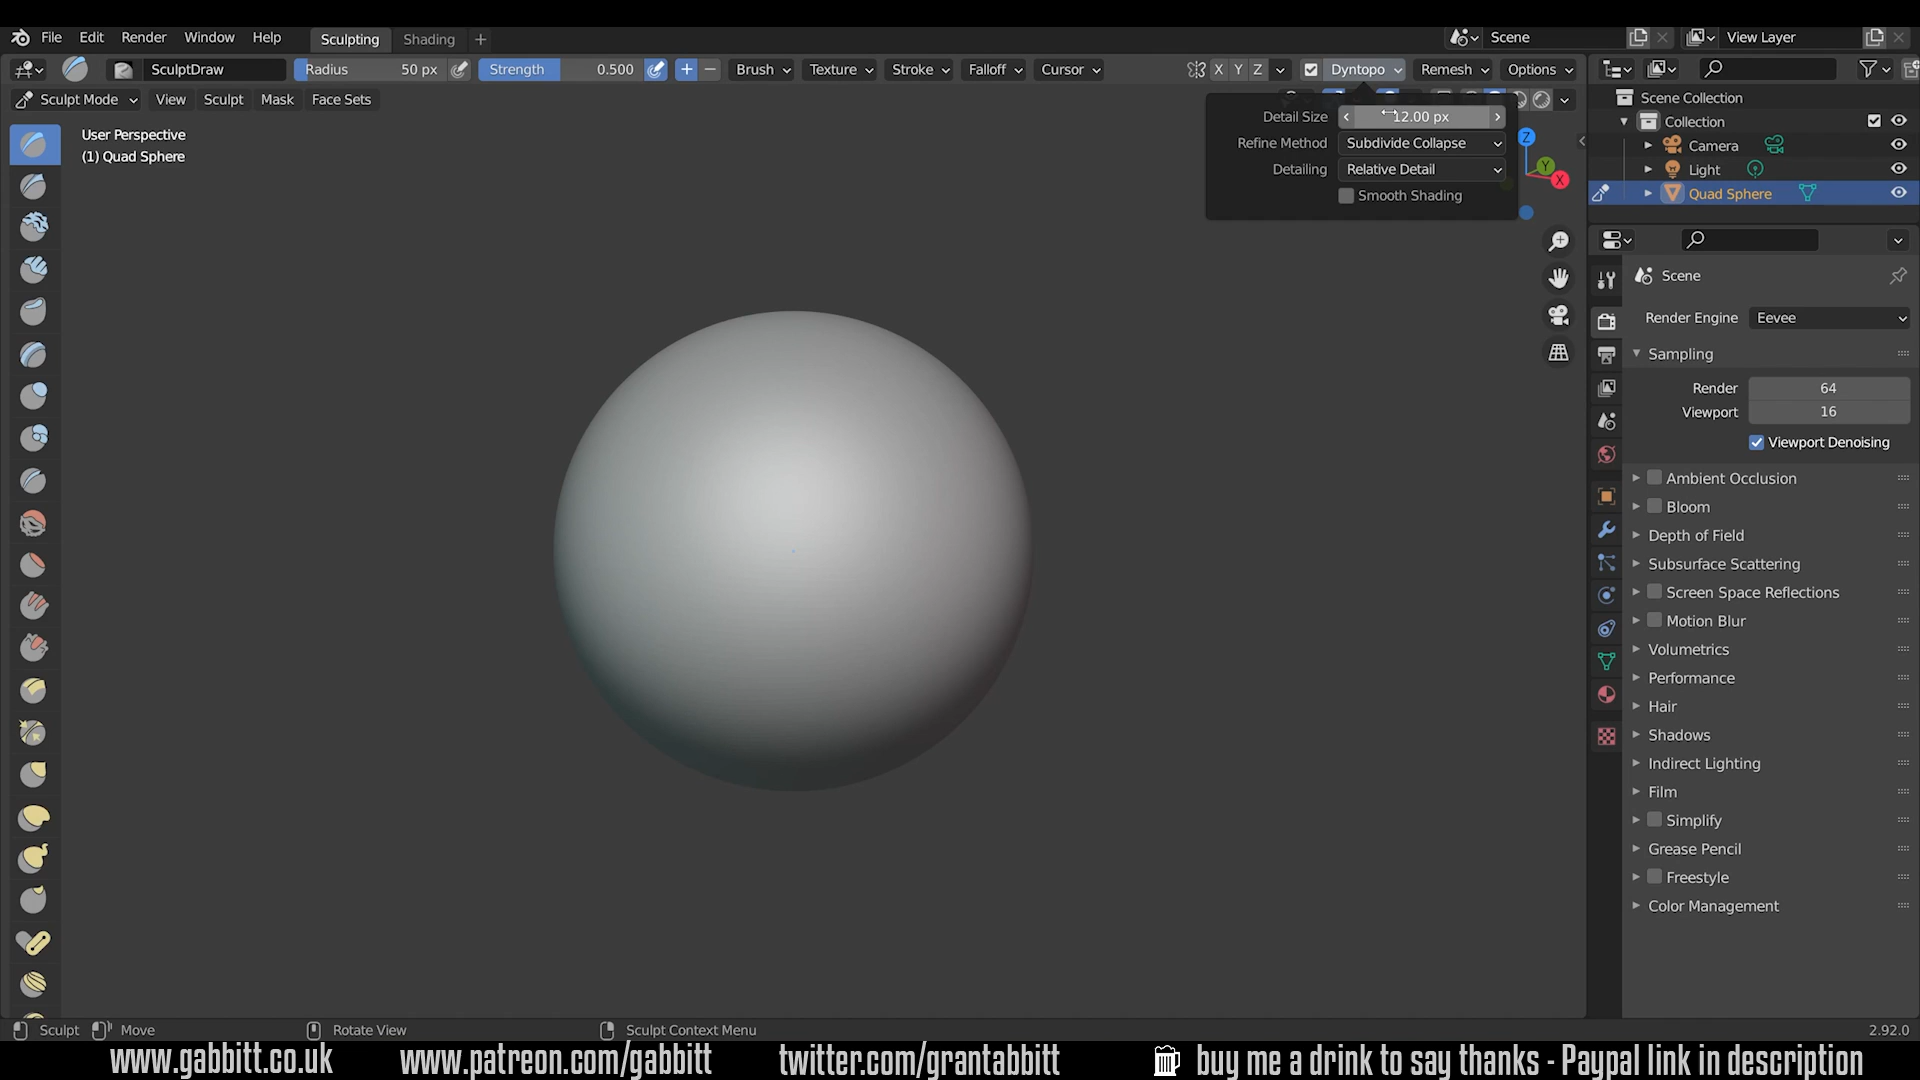 File Edit Render Window Help Sculpting Shading + Scene View Layer
SculptDraw Radius 50 px Strength 0.500 Brush Texture Stroke Falloff Cursor X Y Z Dyntopo Remesh Options
Sculpt Mode View Sculpt Mask Face Sets
User Perspective
(1) Quad Sphere
Detail Size 12.00 px
Refine Method Subdivide Collapse
Detailing Relative Detail
Smooth Shading
Z
Y
X
Scene Collection
Collection
Camera
Light
Quad Sphere
Scene
Render Engine Eevee
Sampling
Render 64
Viewport 16
Viewport Denoising
Ambient Occlusion
Bloom
Depth of Field
Subsurface Scattering
Screen Space Reflections
Motion Blur
Volumetrics
Performance
Hair
Shadows
Indirect Lighting
Film
Simplify
Grease Pencil
Freestyle
Color Management
Sculpt Move Rotate View Sculpt Context Menu 2.92.0
www.gabbitt.co.uk www.patreon.com/gabbitt twitter.com/grantabbitt buy me a drink to say thanks - Paypal link in description